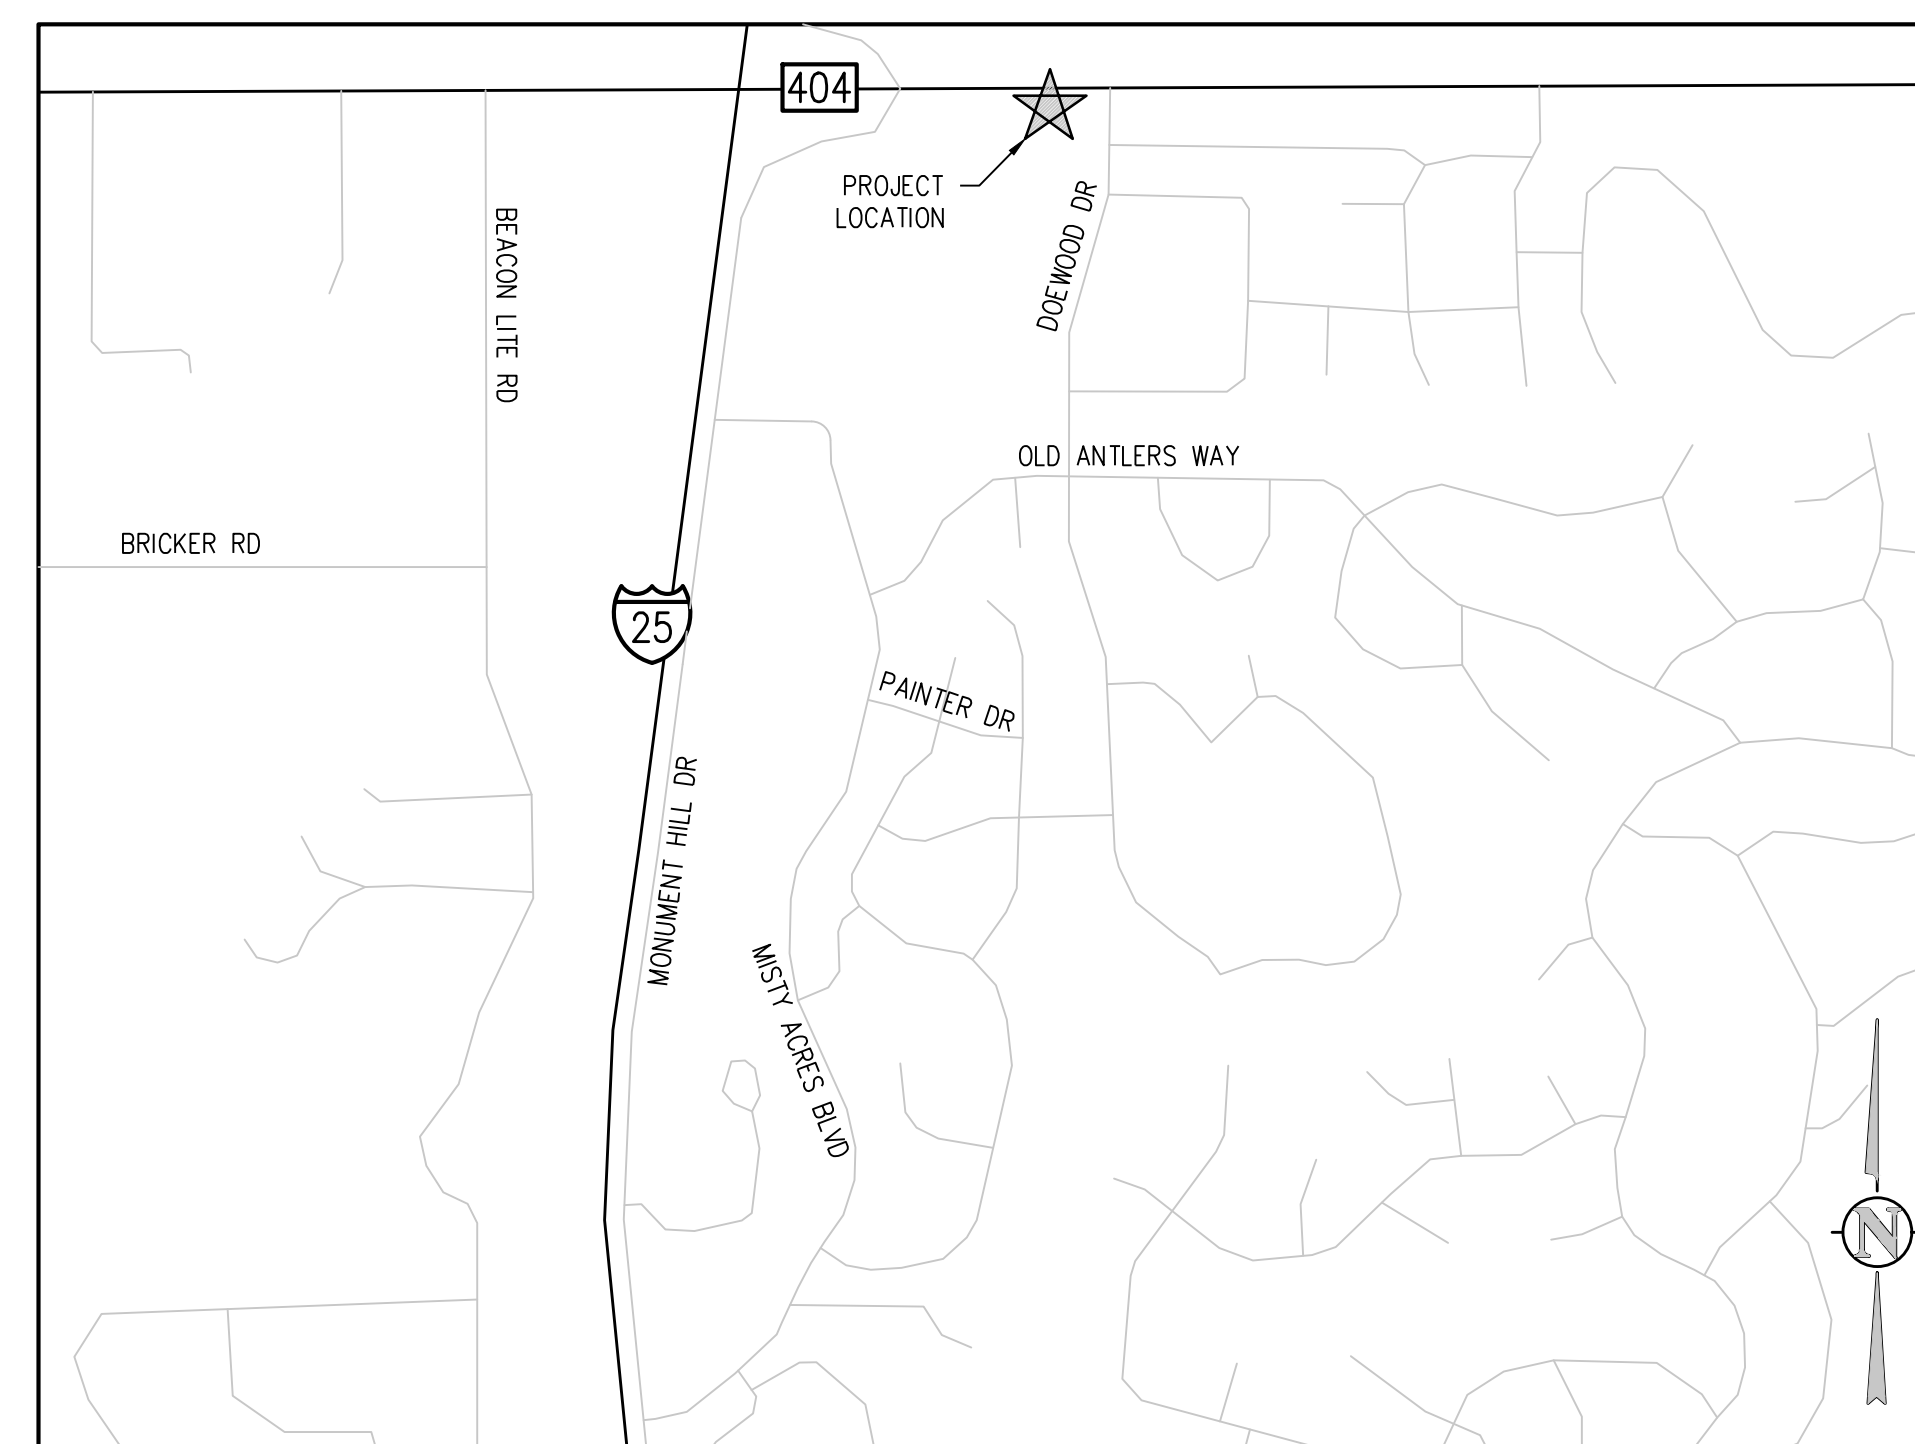 404
PROJECT
LOCATION
DOEWOOD DR
BEACON LITE RD
OLD ANTLERS WAY
BRICKER RD
25
PAINTER DR
MONUMENT HILL DR
MISTY ACRES BLVD
N